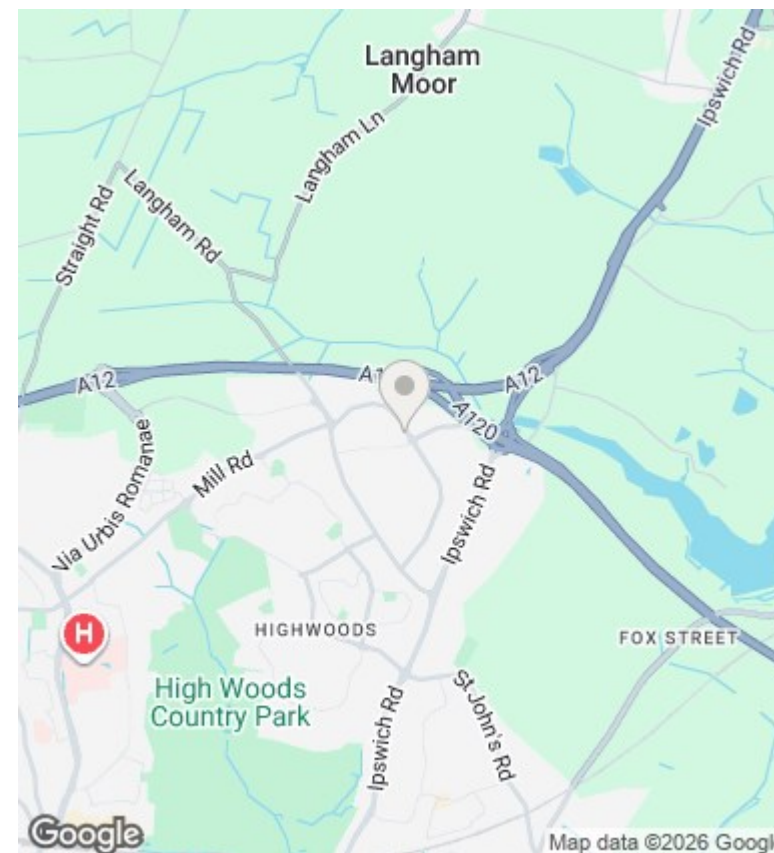 Langham
Moor
Ipswich Rd
Langham Ln
Straight Rd
Langham Rd
A12
A12
A120
Mill Rd
Via Urbis Romanae
Ipswich Rd
H
HIGHWOODS
FOX STREET
High Woods
Country Park
St John's Rd
Ipswich Rd
Google
Map data ©2026 Googl